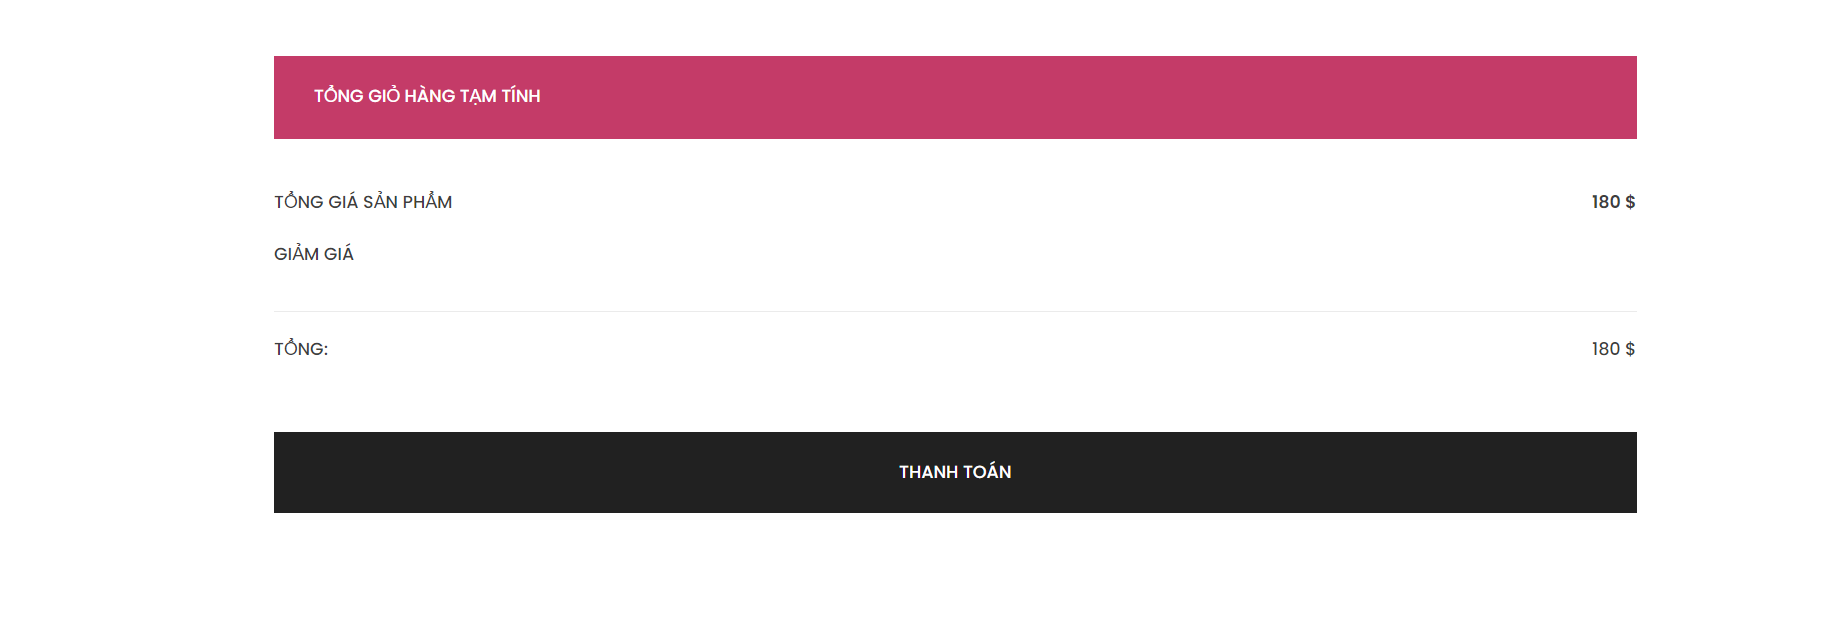 TỔNG GIỎ HÀNG TẠM TÍNH
TỔNG GIÁ SẢN PHẨM 180 $
GIẢM GIÁ
TỔNG: 180 $
THANH TOÁN